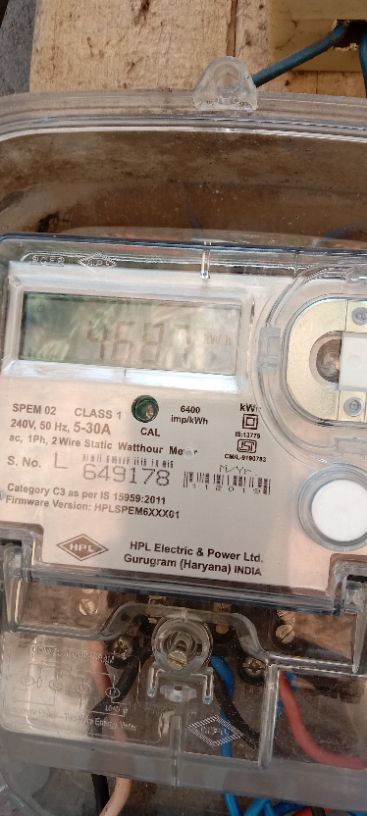 HPL
kWh
SPEM 02 CLASS 1
240V, 50 Hz, 5-30A
CAL
6400
imp/kWh
kWh
IS:13779
ac, 1Ph, 2 Wire Static Watthour Meter
S. No. L 649178
M/Yr
Category C3 as per IS 15959:2011
Firmware Version: HPLSPEM6XXX01
HPL
HPL Electric & Power Ltd.
Gurugram (Haryana) INDIA